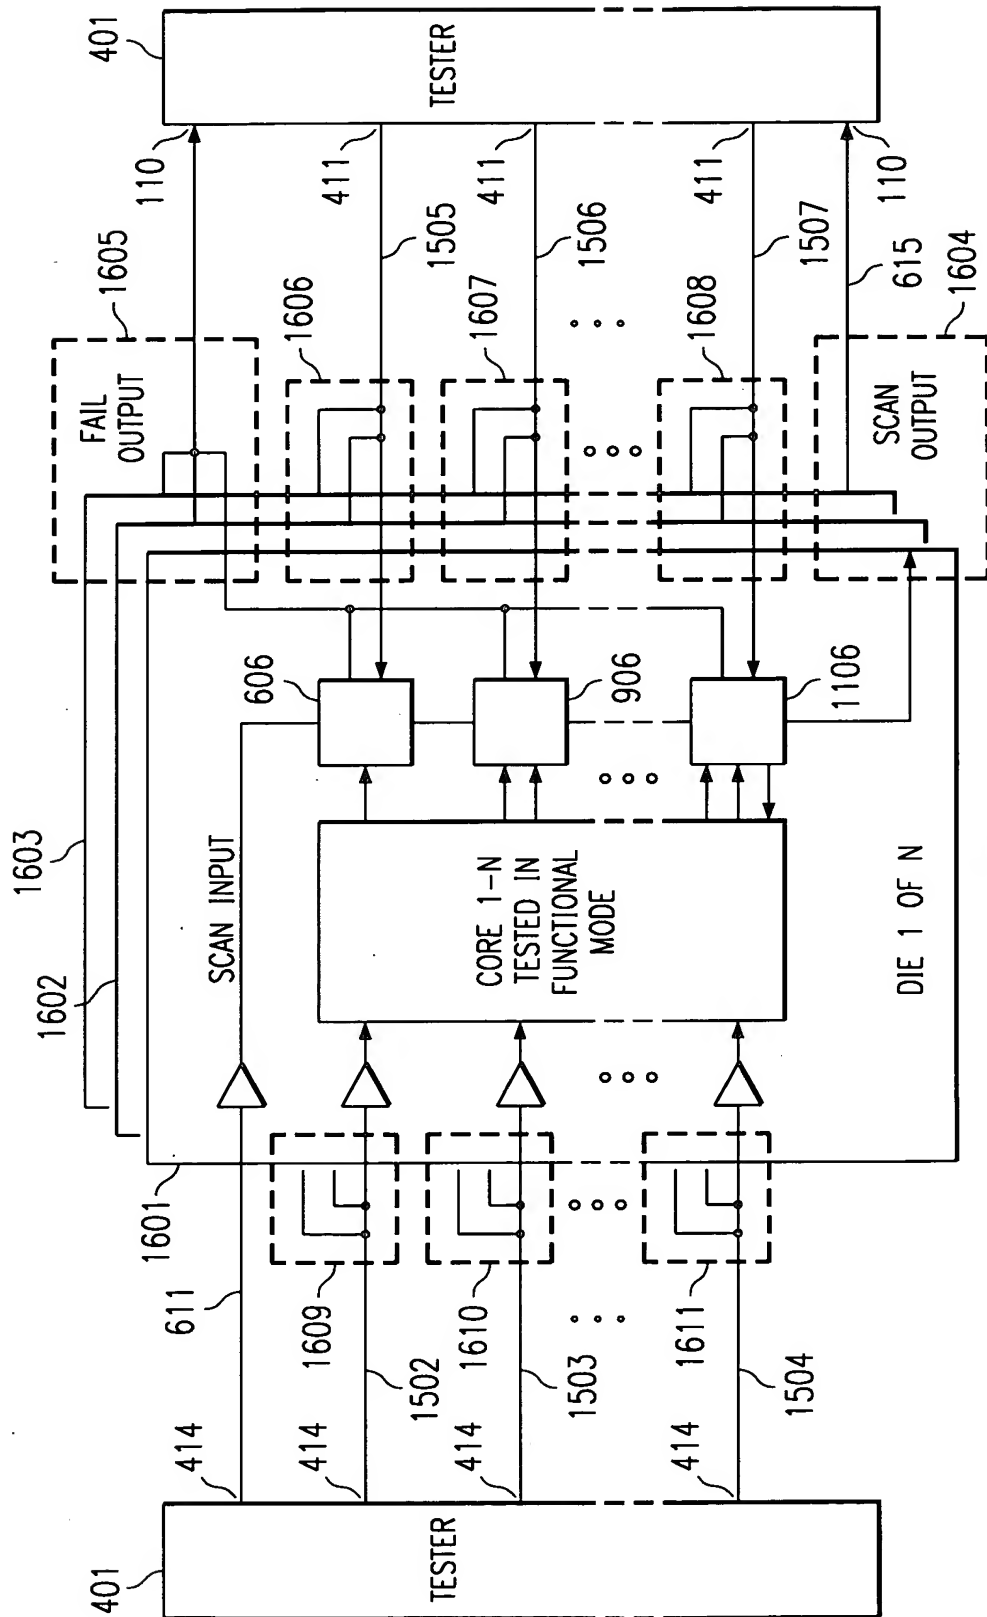 401
TESTER
110
411
411
411
110
1505
1506
1507
615
1605
1606
1607
1608
1604
FAIL
OUTPUT
SCAN
OUTPUT
606
906
1106
1603
1602
1601
SCAN INPUT
CORE 1-N
TESTED IN
FUNCTIONAL
MODE
DIE 1 OF N
611
1609
1502
1610
1503
1611
1504
414
414
414
414
401
TESTER